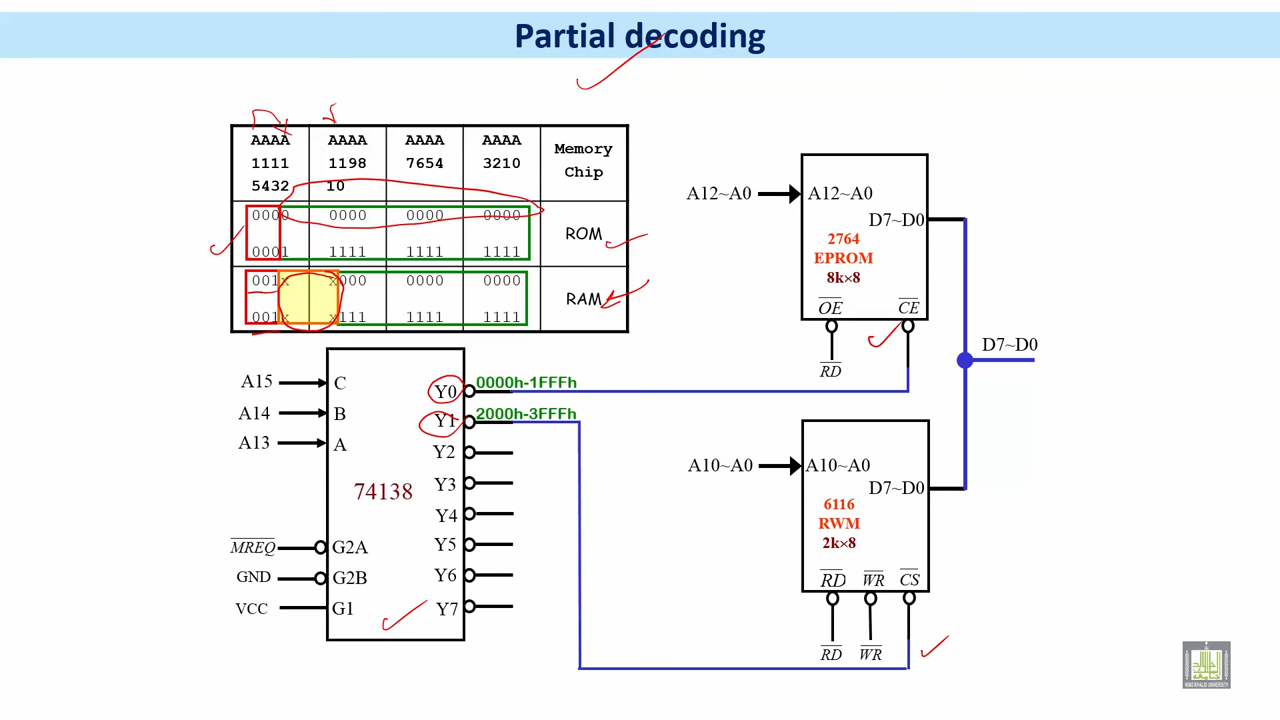 Partial decoding
AAAA AAAA AAAA AAAA Memory Chip
1111 1198 7654 3210
5432 10
0000 0000 0000 0000 ROM
0001 1111 1111 1111
001x x000 0000 0000 RAM
001x x111 1111 1111
A12~A0 A12~A0
D7~D0
2764
EPROM
8k×8
OE CE
RD
D7~D0
A15 C Y0 0000h-1FFFh
A14 B Y1 2000h-3FFFh
A13 A Y2
74138
Y3
Y4
MREQ G2A Y5
GND G2B Y6
VCC G1 Y7
A10~A0 A10~A0
D7~D0
6116
RWM
2k×8
RD WR CS
RD WR
KING KHALID UNIVERSITY